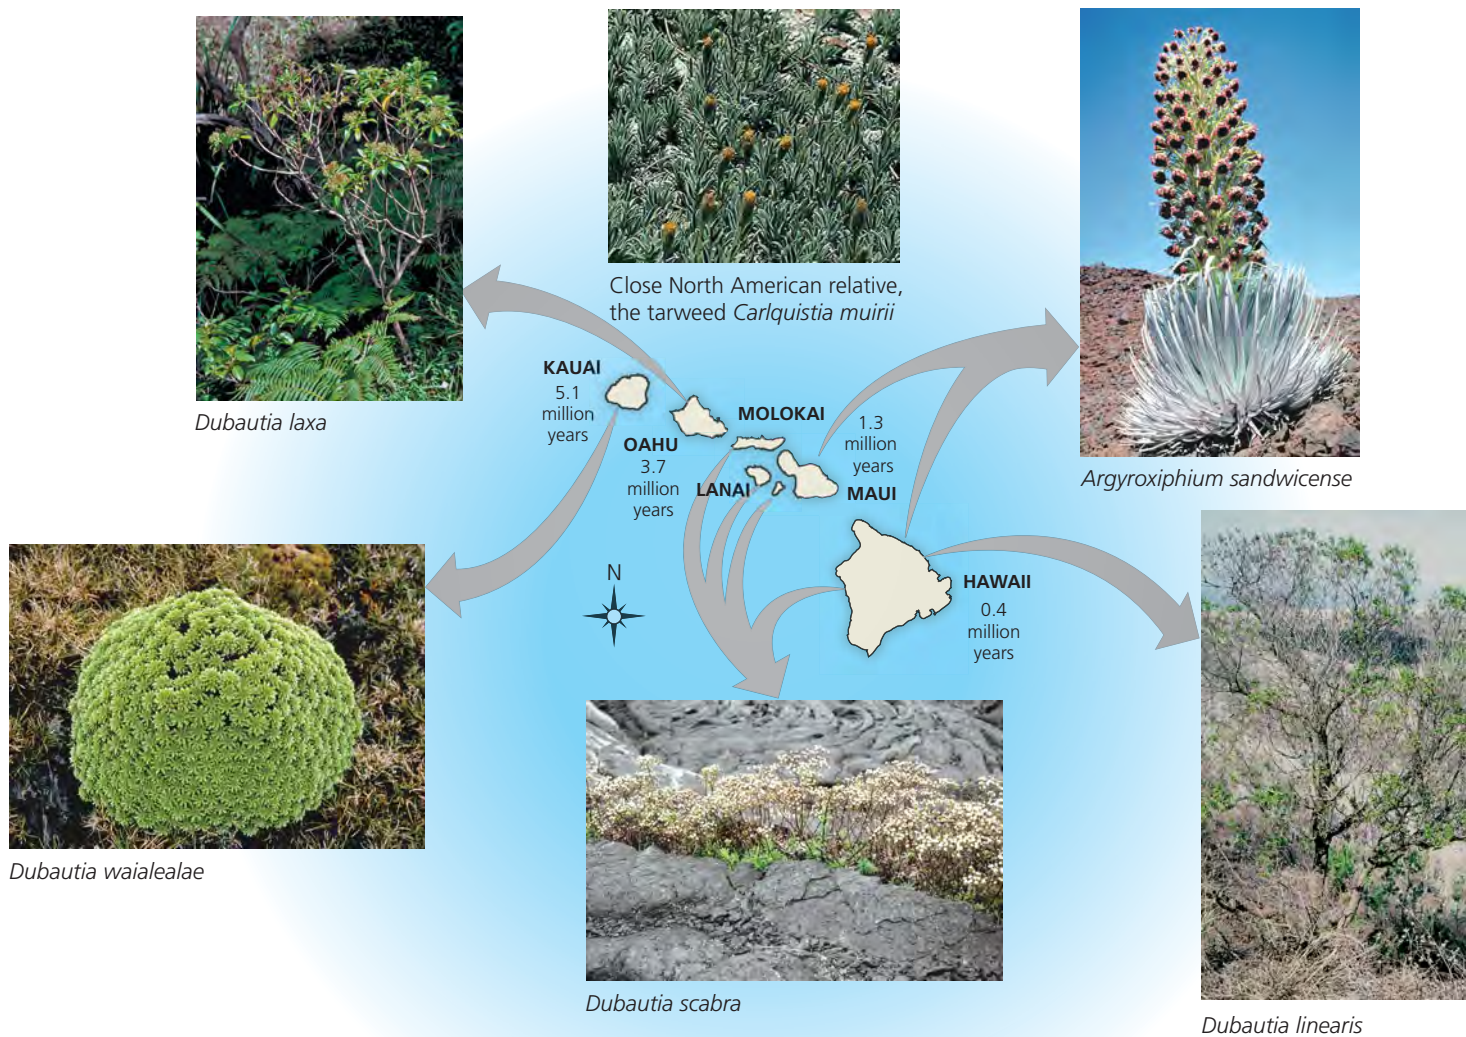 Close North American relative,
the tarweed Carlquistia muirii
Dubautia laxa
KAUAI
5.1
million
years
OAHU
3.7
million
years
MOLOKAI
LANAI
1.3
million
years
MAUI
Argyroxiphium sandwicense
N
HAWAII
0.4
million
years
Dubautia waialealae
Dubautia scabra
Dubautia linearis